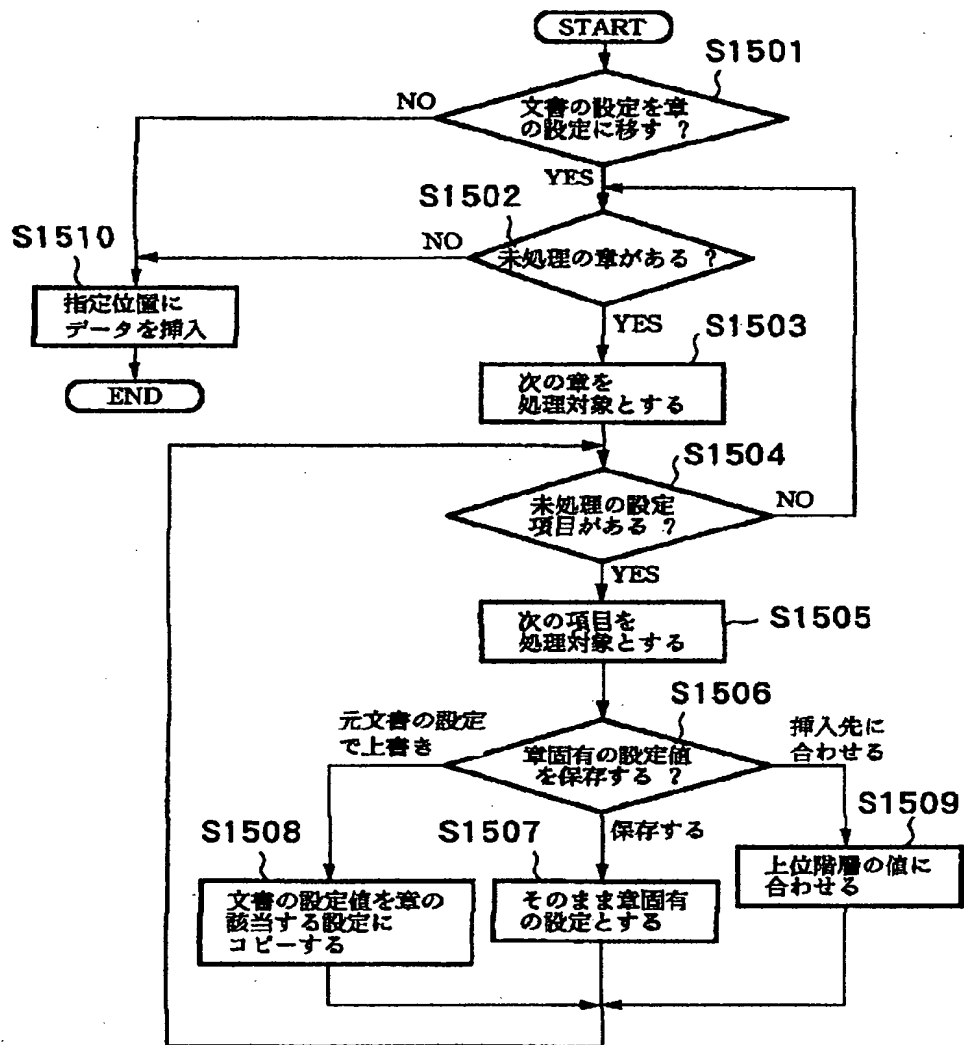 START
S1501
文書の設定を章
の設定に移す ?
NO
YES
S1502
未処理の章がある ?
NO
YES
S1510
指定位置に
データを挿入
END
S1503
次の章を
処理対象とする
S1504
未処理の設定
項目がある ?
NO
YES
S1505
次の項目を
処理対象とする
S1506
章固有の設定値
を保存する ?
元文書の設定
で上書き
挿入先に
合わせる
保存する
S1508
文書の設定値を章の
該当する設定に
コピーする
S1507
そのまま章固有
の設定とする
S1509
上位階層の値に
合わせる